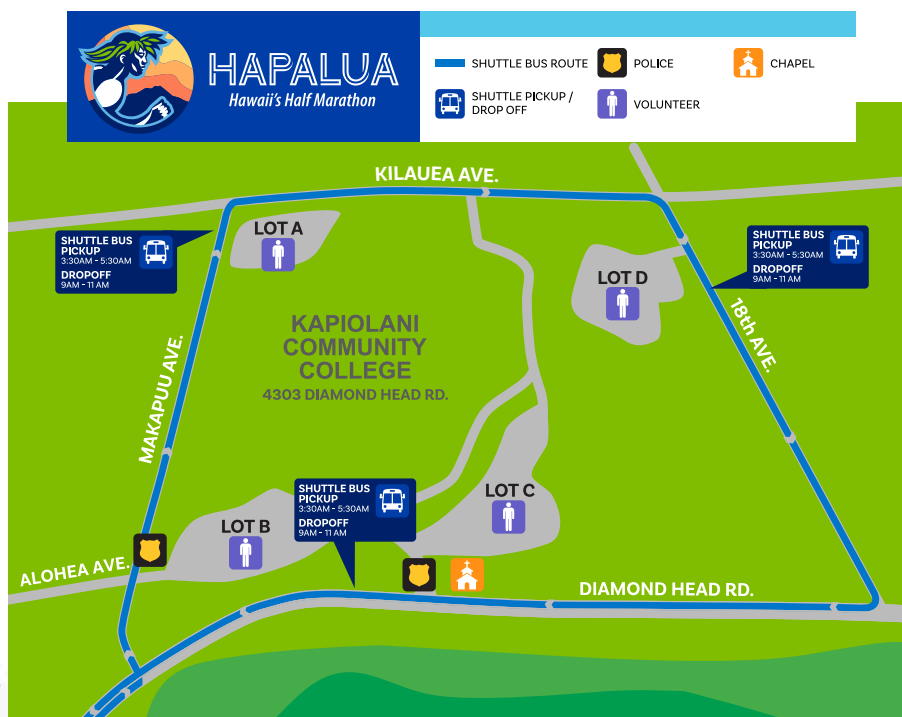 HAPALUA
Hawaii's Half Marathon
SHUTTLE BUS ROUTE
POLICE
CHAPEL
SHUTTLE PICKUP /
DROP OFF
VOLUNTEER
KILAUEA AVE.
LOT A
SHUTTLE BUS
PICKUP
3:30AM - 5:30AM
DROPOFF
9AM - 11 AM
SHUTTLE BUS
PICKUP
3:30AM - 5:30AM
DROPOFF
9AM - 11 AM
LOT D
18th AVE.
KAPIOLANI
COMMUNITY
COLLEGE
4303 DIAMOND HEAD RD.
MAKAPUU AVE.
SHUTTLE BUS
PICKUP
3:30AM - 5:30AM
DROPOFF
9AM - 11 AM
LOT C
LOT B
ALOHEA AVE.
DIAMOND HEAD RD.